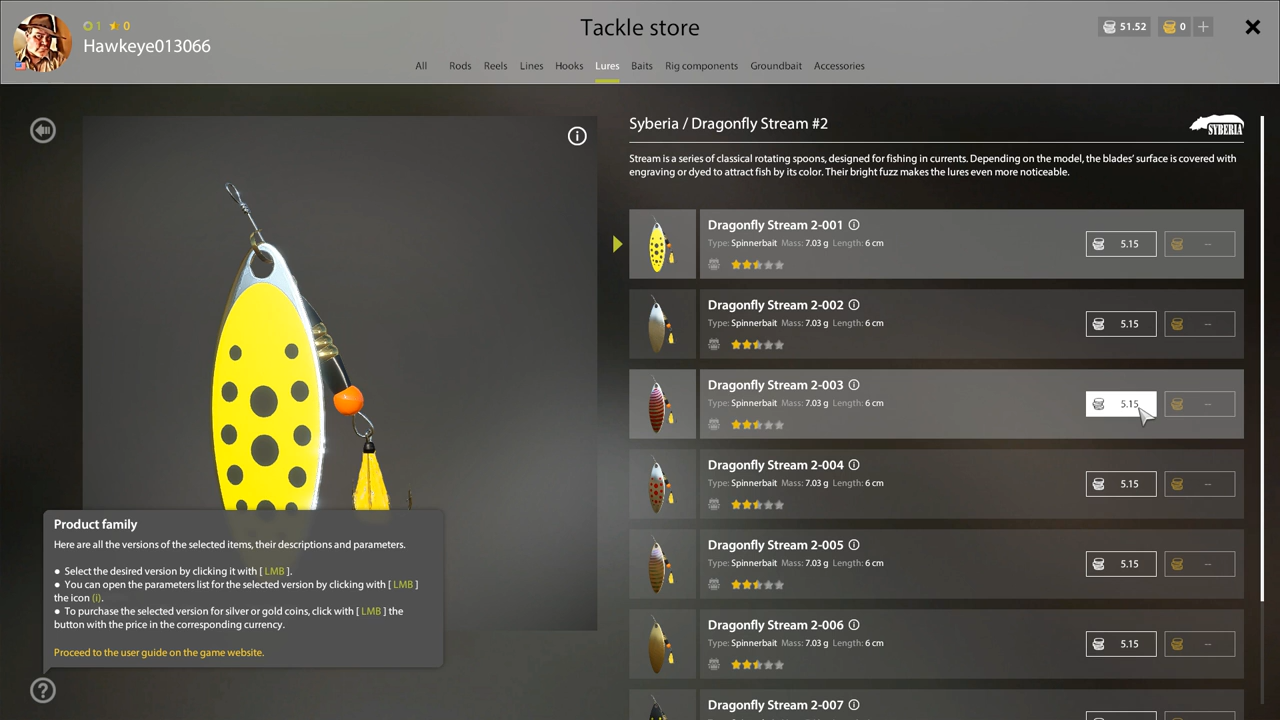 1 0
Hawkeye013066
Tackle store
51.52 0 +
All Rods Reels Lines Hooks Lures Baits Rig components Groundbait Accessories
Syberia / Dragonfly Stream #2
SYBERIA
Stream is a series of classical rotating spoons, designed for fishing in currents. Depending on the model, the blades' surface is covered with
engraving or dyed to attract fish by its color. Their bright fuzz makes the lures even more noticeable.
Dragonfly Stream 2-001
Type: Spinnerbait Mass: 7.03 g Length: 6 cm
5.15 --
Dragonfly Stream 2-002
Type: Spinnerbait Mass: 7.03 g Length: 6 cm
5.15 --
Dragonfly Stream 2-003
Type: Spinnerbait Mass: 7.03 g Length: 6 cm
5.15 --
Dragonfly Stream 2-004
Type: Spinnerbait Mass: 7.03 g Length: 6 cm
5.15 --
Dragonfly Stream 2-005
Type: Spinnerbait Mass: 7.03 g Length: 6 cm
5.15 --
Dragonfly Stream 2-006
Type: Spinnerbait Mass: 7.03 g Length: 6 cm
5.15 --
Dragonfly Stream 2-007
Product family
Here are all the versions of the selected items, their descriptions and parameters.
● Select the desired version by clicking it with [ LMB ].
● You can open the parameters list for the selected version by clicking with [ LMB ]
the icon (i).
● To purchase the selected version for silver or gold coins, click with [ LMB ] the
button with the price in the corresponding currency.
Proceed to the user guide on the game website.
?